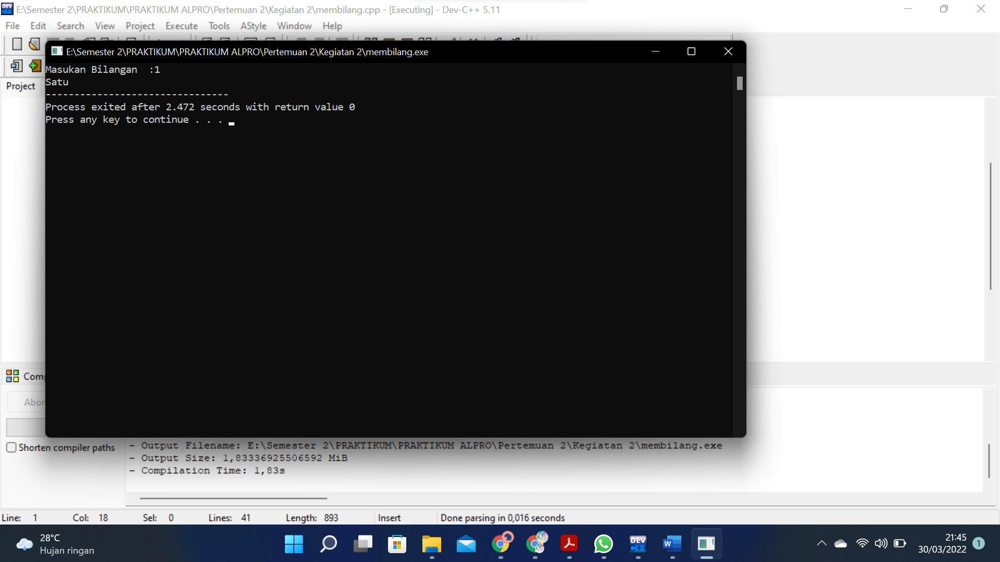 E:\Semester 2\PRAKTIKUM\PRAKTIKUM ALPRO\Pertemuan 2\Kegiatan 2\membilang.cpp - [Executing] - Dev-C++ 5.11
File Edit Search View Project Execute Tools AStyle Window Help
E:\Semester 2\PRAKTIKUM\PRAKTIKUM ALPRO\Pertemuan 2\Kegiatan 2\membilang.exe
Masukan Bilangan  :1
Satu
--------------------------------
Process exited after 2.472 seconds with return value 0
Press any key to continue . . .
Project
Comp
Abor
Shorten compiler paths
- Output Filename: E:\Semester 2\PRAKTIKUM\PRAKTIKUM ALPRO\Pertemuan 2\Kegiatan 2\membilang.exe
- Output Size: 1,83336925506592 MiB
- Compilation Time: 1,83s
Line: 1 Col: 18 Sel: 0 Lines: 41 Length: 893 Insert Done parsing in 0,016 seconds
28°C
Hujan ringan
DEV C++
W
21:45
30/03/2022
1